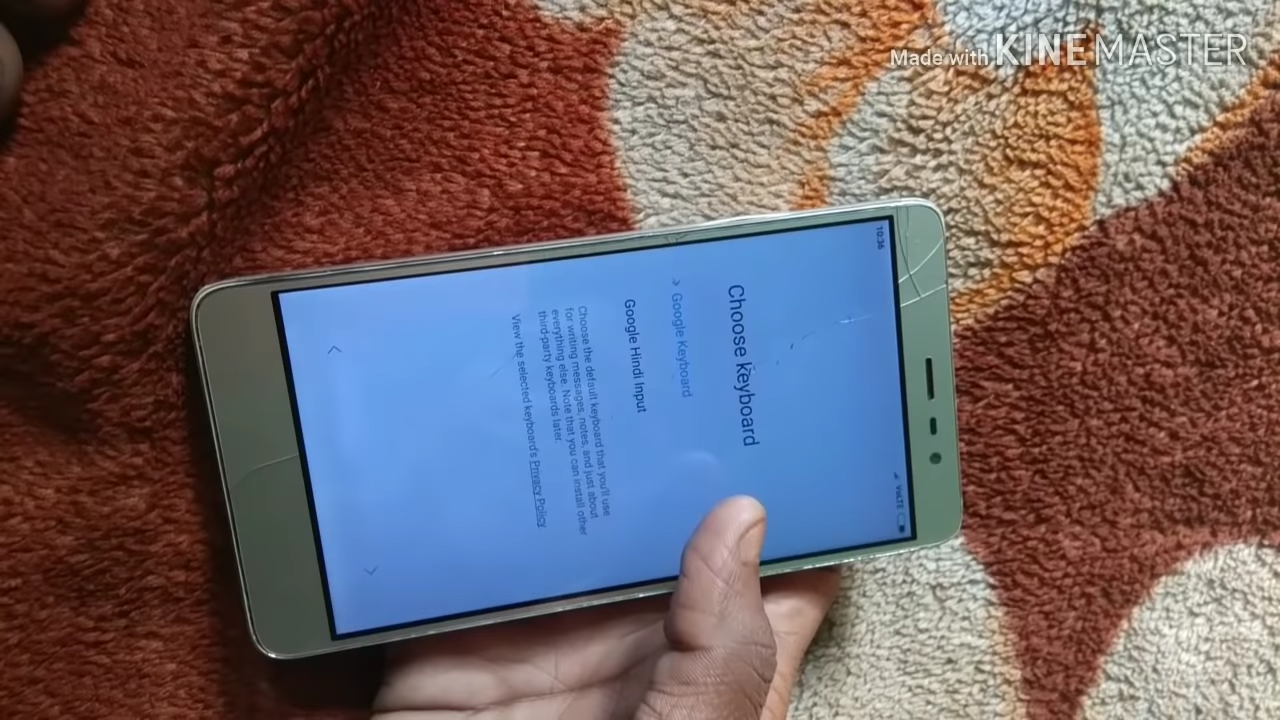 Made with KINEMASTER
10:36
VoLTE
Choose keyboard
Google Keyboard
Google Hindi Input
Choose the default keyboard that you'll use
for writing messages, notes, and just about
everything else. Note that you can install other
third-party keyboards later.
View the selected keyboard's Privacy Policy